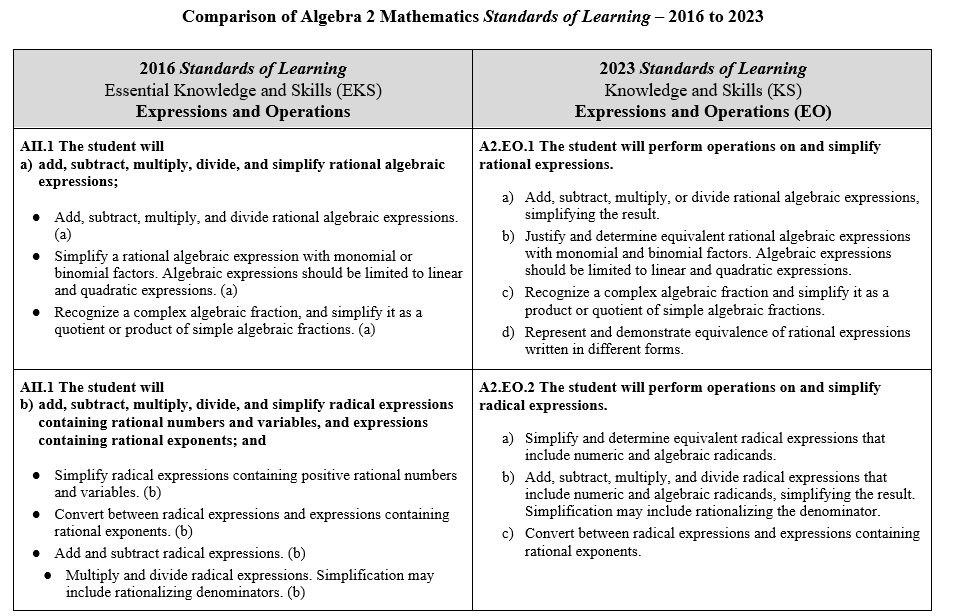 Comparison of Algebra 2 Mathematics Standards of Learning – 2016 to 2023
2016 Standards of Learning
Essential Knowledge and Skills (EKS)
Expressions and Operations
2023 Standards of Learning
Knowledge and Skills (KS)
Expressions and Operations (EO)
AII.1 The student will
a) add, subtract, multiply, divide, and simplify rational algebraic
expressions;
● Add, subtract, multiply, and divide rational algebraic expressions.
(a)
● Simplify a rational algebraic expression with monomial or
binomial factors. Algebraic expressions should be limited to linear
and quadratic expressions. (a)
● Recognize a complex algebraic fraction, and simplify it as a
quotient or product of simple algebraic fractions. (a)
A2.EO.1 The student will perform operations on and simplify
rational expressions.
a) Add, subtract, multiply, or divide rational algebraic expressions,
simplifying the result.
b) Justify and determine equivalent rational algebraic expressions
with monomial and binomial factors. Algebraic expressions
should be limited to linear and quadratic expressions.
c) Recognize a complex algebraic fraction and simplify it as a
product or quotient of simple algebraic fractions.
d) Represent and demonstrate equivalence of rational expressions
written in different forms.
AII.1 The student will
b) add, subtract, multiply, divide, and simplify radical expressions
containing rational numbers and variables, and expressions
containing rational exponents; and
● Simplify radical expressions containing positive rational numbers
and variables. (b)
● Convert between radical expressions and expressions containing
rational exponents. (b)
● Add and subtract radical expressions. (b)
● Multiply and divide radical expressions. Simplification may
include rationalizing denominators. (b)
A2.EO.2 The student will perform operations on and simplify
radical expressions.
a) Simplify and determine equivalent radical expressions that
include numeric and algebraic radicands.
b) Add, subtract, multiply, and divide radical expressions that
include numeric and algebraic radicands, simplifying the result.
Simplification may include rationalizing the denominator.
c) Convert between radical expressions and expressions containing
rational exponents.